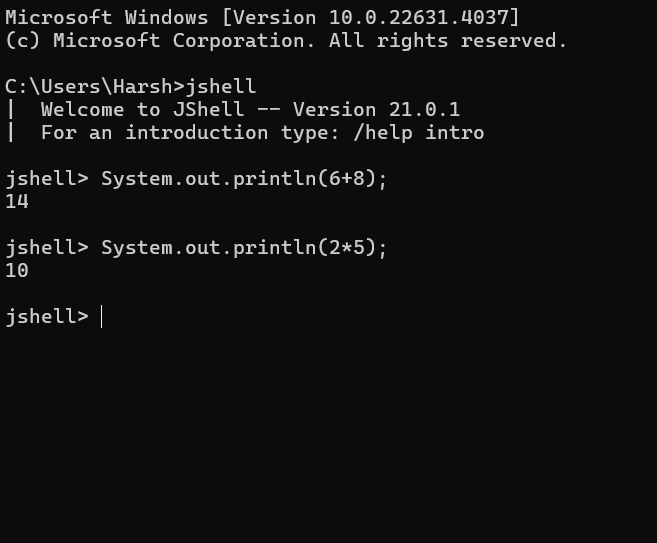 Microsoft Windows [Version 10.0.22631.4037]
(c) Microsoft Corporation. All rights reserved.
C:\Users\Harsh>jshell
|  Welcome to JShell -- Version 21.0.1
|  For an introduction type: /help intro
jshell> System.out.println(6+8);
14
jshell> System.out.println(2*5);
10
jshell>